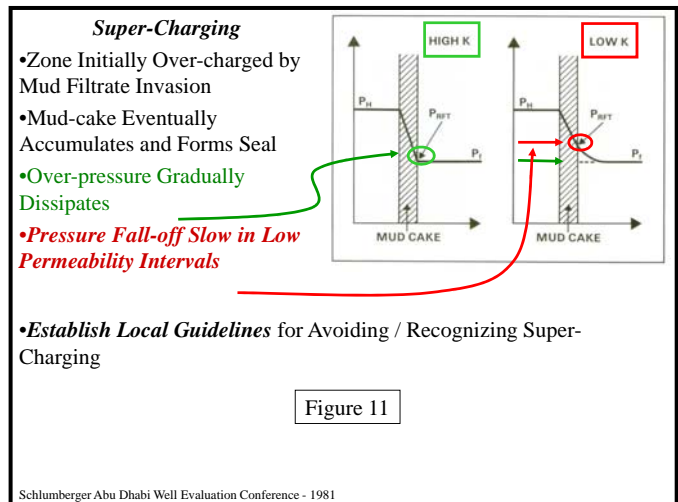 Super-Charging
•Zone Initially Over-charged by
Mud Filtrate Invasion
•Mud-cake Eventually
Accumulates and Forms Seal
•Over-pressure Gradually
Dissipates
•Pressure Fall-off Slow in Low
Permeability Intervals
HIGH K
LOW K
PH
PRFT
Pf
MUD CAKE
PH
PRFT
Pf
MUD CAKE
•Establish Local Guidelines for Avoiding / Recognizing Super-
Charging
Figure 11
Schlumberger Abu Dhabi Well Evaluation Conference - 1981